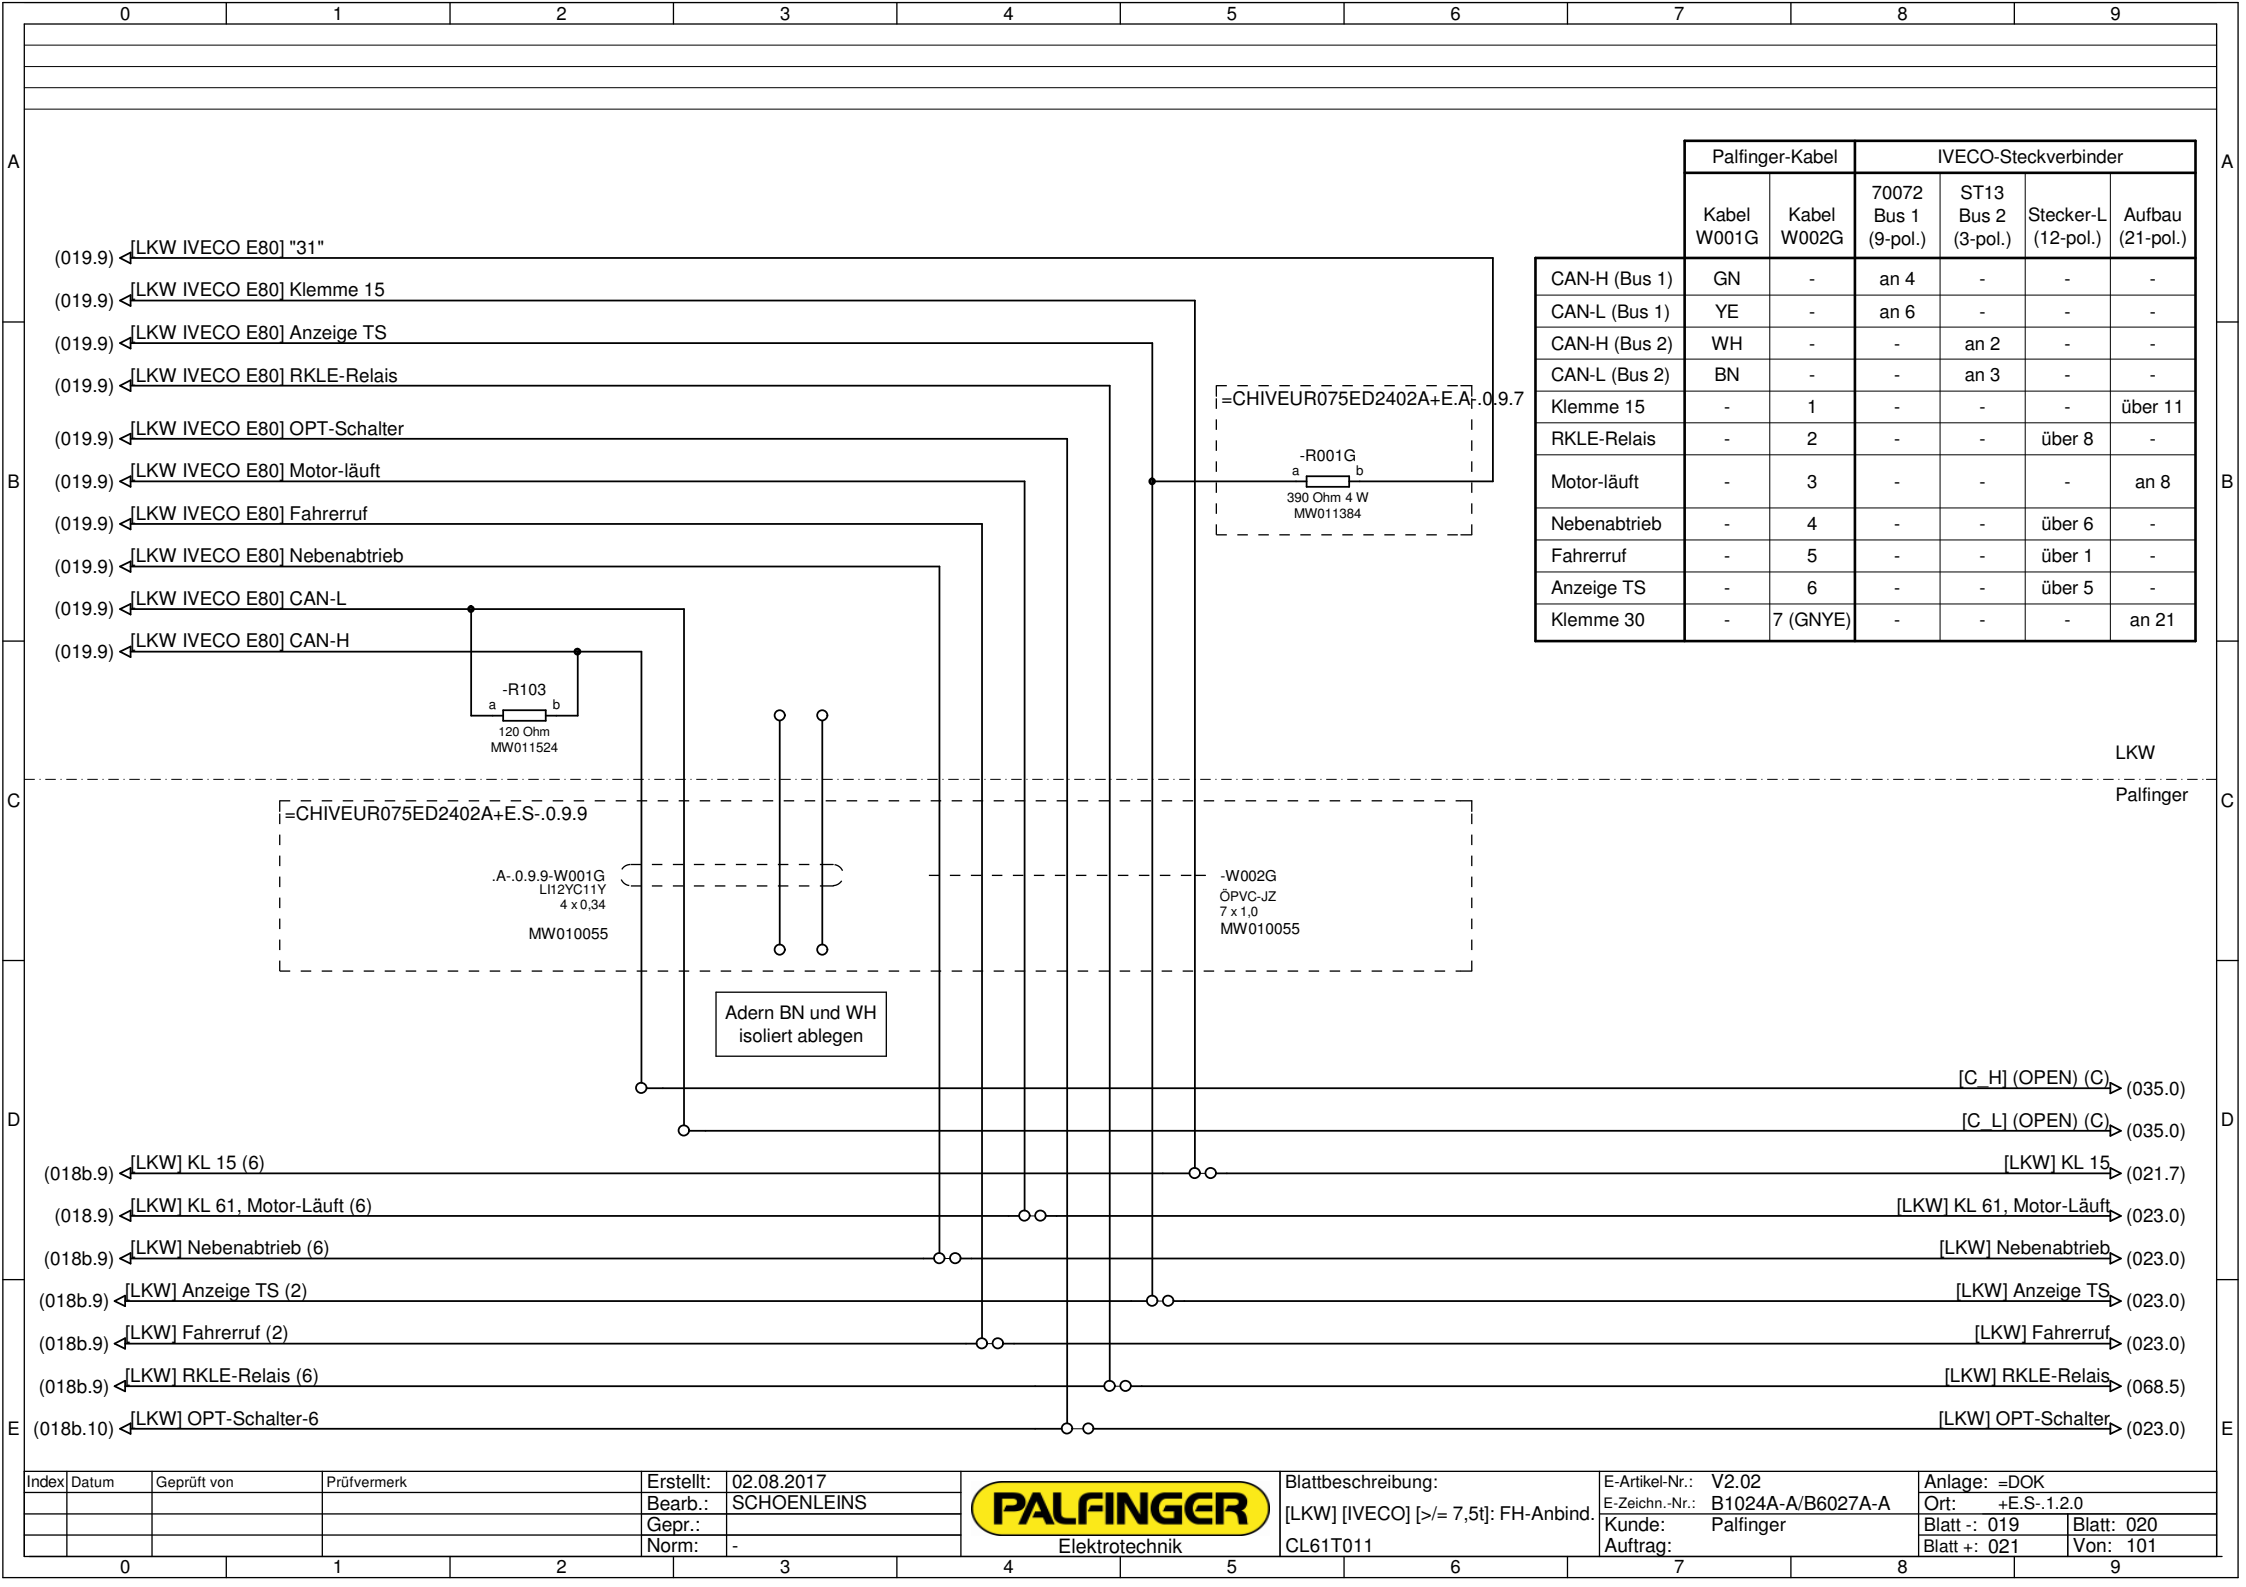 0 1 2 3 4 5 6 7 8 9
A A
B B
C C
D D
E E
Palfinger-Kabel IVECO-Steckverbinder
Kabel W001G Kabel W002G 70072 Bus 1 (9-pol.) ST13 Bus 2 (3-pol.) Stecker-L (12-pol.) Aufbau (21-pol.)
CAN-H (Bus 1) GN - an 4 - - -
CAN-L (Bus 1) YE - an 6 - - -
CAN-H (Bus 2) WH - - an 2 - -
CAN-L (Bus 2) BN - - an 3 - -
Klemme 15 - 1 - - - über 11
RKLE-Relais - 2 - - über 8 -
Motor-läuft - 3 - - - an 8
Nebenabtrieb - 4 - - über 6 -
Fahrerruf - 5 - - über 1 -
Anzeige TS - 6 - - über 5 -
Klemme 30 - 7 (GNYE) - - - an 21
(019.9) [LKW IVECO E80] "31"
(019.9) [LKW IVECO E80] Klemme 15
(019.9) [LKW IVECO E80] Anzeige TS
(019.9) [LKW IVECO E80] RKLE-Relais
(019.9) [LKW IVECO E80] OPT-Schalter
(019.9) [LKW IVECO E80] Motor-läuft
(019.9) [LKW IVECO E80] Fahrerruf
(019.9) [LKW IVECO E80] Nebenabtrieb
(019.9) [LKW IVECO E80] CAN-L
(019.9) [LKW IVECO E80] CAN-H
=CHIVEUR075ED2402A+E.A-.0.9.7
-R001G
a b
390 Ohm 4 W
MW011384
-R103
a b
120 Ohm
MW011524
LKW
Palfinger
=CHIVEUR075ED2402A+E.S-.0.9.9
.A-.0.9.9-W001G
LI12YC11Y
4 x 0,34
MW010055
-W002G
ÖPVC-JZ
7 x 1,0
MW010055
Adern BN und WH
isoliert ablegen
[C_H] (OPEN) (C) (035.0)
[C_L] (OPEN) (C) (035.0)
(018b.9) [LKW] KL 15 (6) [LKW] KL 15 (021.7)
(018.9) [LKW] KL 61, Motor-Läuft (6) [LKW] KL 61, Motor-Läuft (023.0)
(018b.9) [LKW] Nebenabtrieb (6) [LKW] Nebenabtrieb (023.0)
(018b.9) [LKW] Anzeige TS (2) [LKW] Anzeige TS (023.0)
(018b.9) [LKW] Fahrerruf (2) [LKW] Fahrerruf (023.0)
(018b.9) [LKW] RKLE-Relais (6) [LKW] RKLE-Relais (068.5)
(018b.10) [LKW] OPT-Schalter-6 [LKW] OPT-Schalter (023.0)
Index Datum Geprüft von Prüfvermerk
Erstellt: 02.08.2017
Bearb.: SCHOENLEINS
Gepr.:
Norm: -
PALFINGER
Elektrotechnik
Blattbeschreibung:
[LKW] [IVECO] [>/= 7,5t]: FH-Anbind.
CL61T011
E-Artikel-Nr.: V2.02
E-Zeichn.-Nr.: B1024A-A/B6027A-A
Kunde: Palfinger
Auftrag:
Anlage: =DOK
Ort: +E.S-.1.2.0
Blatt -: 019 Blatt: 020
Blatt +: 021 Von: 101
0 1 2 3 4 5 6 7 8 9